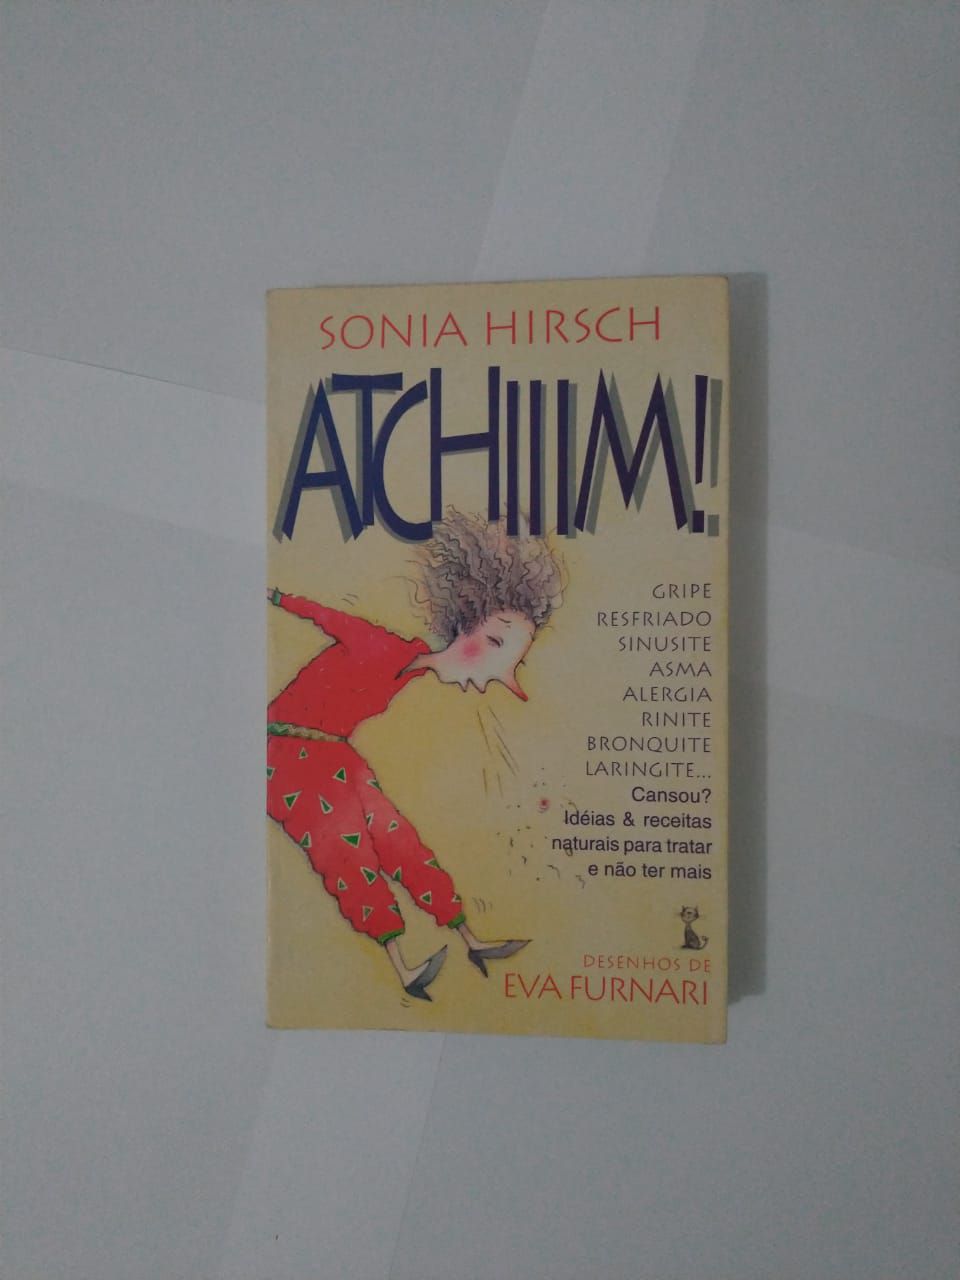 SONIA HIRSCH
ATCHIIIM!!
GRIPE
RESFRIADO
SINUSITE
ASMA
ALERGIA
RINITE
BRONQUITE
LARINGITE...
Cansou?
Idéias & receitas
naturais para tratar
e não ter mais
DESENHOS DE
EVA FURNARI